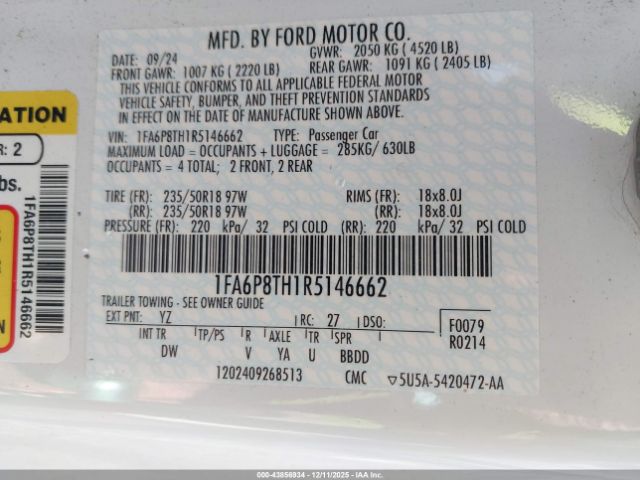 MFD. BY FORD MOTOR CO.
DATE: 09/24 GVWR: 2050 KG ( 4520 LB)
FRONT GAWR: 1007 KG ( 2220 LB) REAR GAWR: 1091 KG ( 2405 LB)
THIS VEHICLE CONFORMS TO ALL APPLICABLE FEDERAL MOTOR
VEHICLE SAFETY, BUMPER, AND THEFT PREVENTION STANDARDS
IN EFFECT ON THE DATE OF MANUFACTURE SHOWN ABOVE.
VIN: 1FA6P8TH1R5146662 TYPE: Passenger Car
MAXIMUM LOAD = OCCUPANTS + LUGGAGE = 285KG/ 630LB
OCCUPANTS = 4 TOTAL; 2 FRONT, 2 REAR
TIRE (FR): 235/50R18 97W RIMS (FR): 18x8.0J
(RR): 235/50R18 97W (RR): 18x8.0J
PRESSURE (FR): 220 kPa/ 32 PSI COLD (RR): 220 kPa/ 32 PSI COLD
1FA6P8TH1R5146662
TRAILER TOWING - SEE OWNER GUIDE
EXT PNT: YZ RC: 27 DSO: F0079
INT TR TP/PS R AXLE TR SPR R0214
DW V YA U BBDD
1202409268513 CMC 5U5A-5420472-AA
ATION
R: 2
bs.
1FA6P8TH1R5146662
N
000-43856934 - 12/11/2025 - COPYRIGHT IAA, LLC